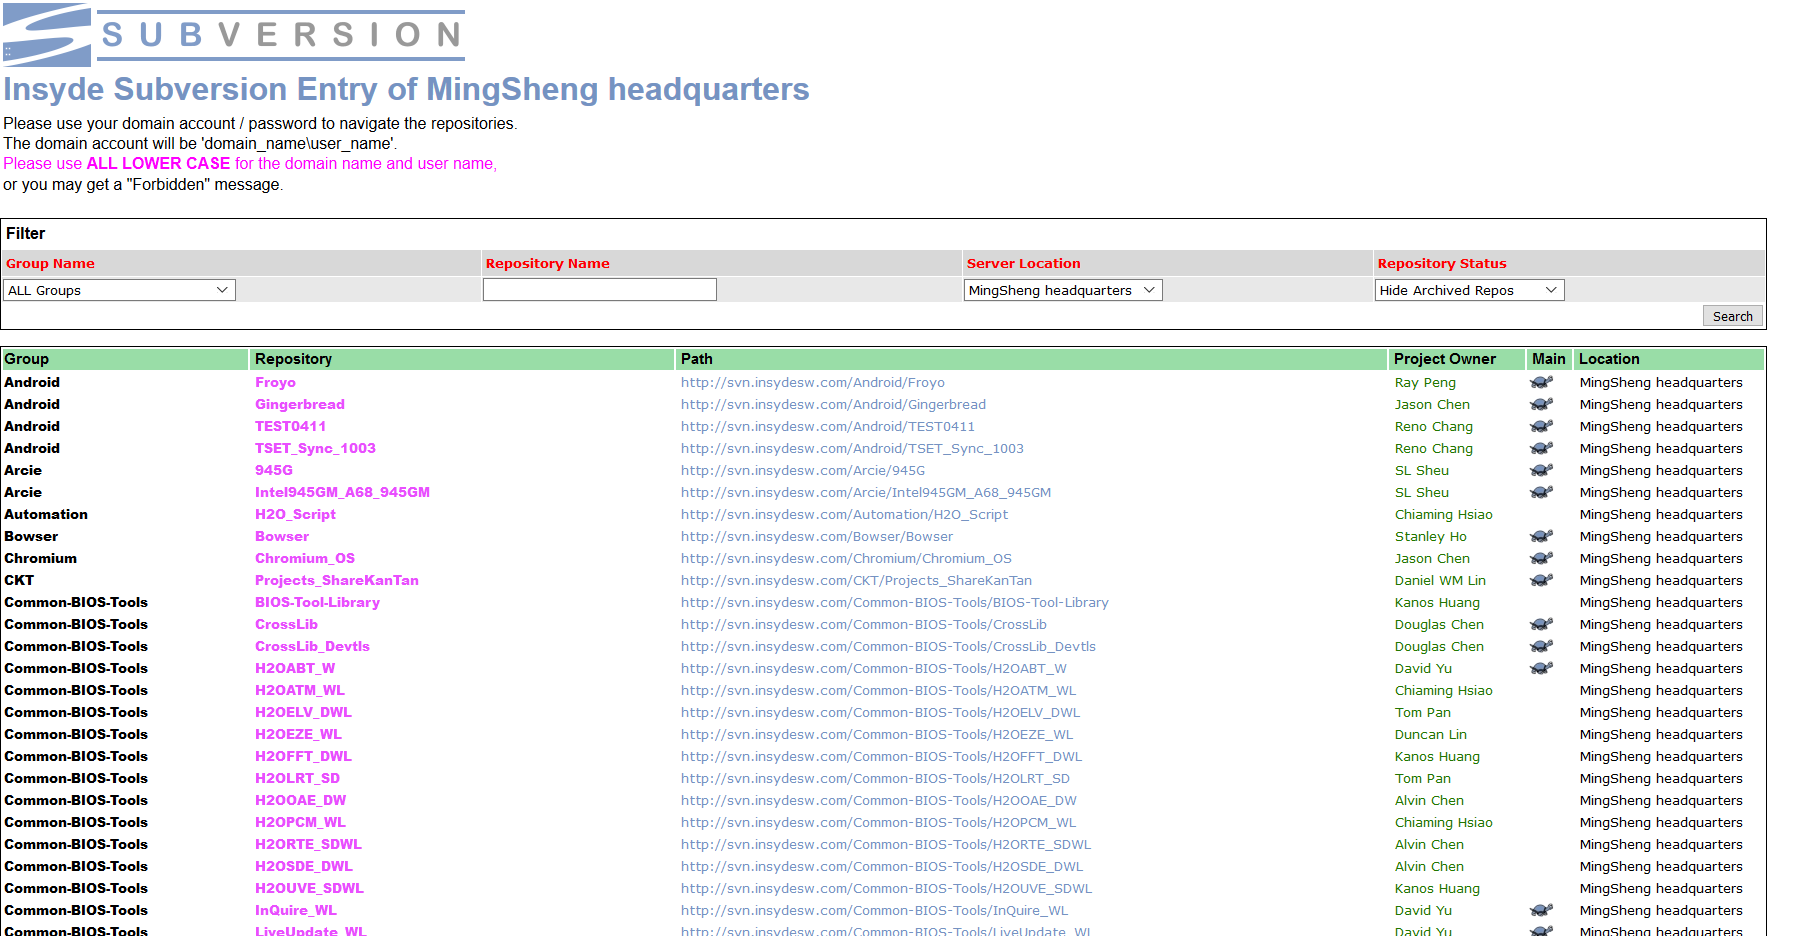 SUBVERSION
Insyde Subversion Entry of MingSheng headquarters
Please use your domain account / password to navigate the repositories.
The domain account will be 'domain_name\user_name'.
Please use ALL LOWER CASE for the domain name and user name,
or you may get a "Forbidden" message.
Filter
Group Name Repository Name Server Location Repository Status
ALL Groups MingSheng headquarters Hide Archived Repos
Search
Group Repository Path Project Owner Main Location
Android Froyo http://svn.insydesw.com/Android/Froyo Ray Peng MingSheng headquarters
Android Gingerbread http://svn.insydesw.com/Android/Gingerbread Jason Chen MingSheng headquarters
Android TEST0411 http://svn.insydesw.com/Android/TEST0411 Reno Chang MingSheng headquarters
Android TSET_Sync_1003 http://svn.insydesw.com/Android/TSET_Sync_1003 Reno Chang MingSheng headquarters
Arcie 945G http://svn.insydesw.com/Arcie/945G SL Sheu MingSheng headquarters
Arcie Intel945GM_A68_945GM http://svn.insydesw.com/Arcie/Intel945GM_A68_945GM SL Sheu MingSheng headquarters
Automation H2O_Script http://svn.insydesw.com/Automation/H2O_Script Chiaming Hsiao MingSheng headquarters
Bowser Bowser http://svn.insydesw.com/Bowser/Bowser Stanley Ho MingSheng headquarters
Chromium Chromium_OS http://svn.insydesw.com/Chromium/Chromium_OS Jason Chen MingSheng headquarters
CKT Projects_ShareKanTan http://svn.insydesw.com/CKT/Projects_ShareKanTan Daniel WM Lin MingSheng headquarters
Common-BIOS-Tools BIOS-Tool-Library http://svn.insydesw.com/Common-BIOS-Tools/BIOS-Tool-Library Kanos Huang MingSheng headquarters
Common-BIOS-Tools CrossLib http://svn.insydesw.com/Common-BIOS-Tools/CrossLib Douglas Chen MingSheng headquarters
Common-BIOS-Tools CrossLib_Devtls http://svn.insydesw.com/Common-BIOS-Tools/CrossLib_Devtls Douglas Chen MingSheng headquarters
Common-BIOS-Tools H2OABT_W http://svn.insydesw.com/Common-BIOS-Tools/H2OABT_W David Yu MingSheng headquarters
Common-BIOS-Tools H2OATM_WL http://svn.insydesw.com/Common-BIOS-Tools/H2OATM_WL Chiaming Hsiao MingSheng headquarters
Common-BIOS-Tools H2OELV_DWL http://svn.insydesw.com/Common-BIOS-Tools/H2OELV_DWL Tom Pan MingSheng headquarters
Common-BIOS-Tools H2OEZE_WL http://svn.insydesw.com/Common-BIOS-Tools/H2OEZE_WL Duncan Lin MingSheng headquarters
Common-BIOS-Tools H2OFFT_DWL http://svn.insydesw.com/Common-BIOS-Tools/H2OFFT_DWL Kanos Huang MingSheng headquarters
Common-BIOS-Tools H2OLRT_SD http://svn.insydesw.com/Common-BIOS-Tools/H2OLRT_SD Tom Pan MingSheng headquarters
Common-BIOS-Tools H2OOAE_DW http://svn.insydesw.com/Common-BIOS-Tools/H2OOAE_DW Alvin Chen MingSheng headquarters
Common-BIOS-Tools H2OPCM_WL http://svn.insydesw.com/Common-BIOS-Tools/H2OPCM_WL Chiaming Hsiao MingSheng headquarters
Common-BIOS-Tools H2ORTE_SDWL http://svn.insydesw.com/Common-BIOS-Tools/H2ORTE_SDWL Alvin Chen MingSheng headquarters
Common-BIOS-Tools H2OSDE_DWL http://svn.insydesw.com/Common-BIOS-Tools/H2OSDE_DWL Alvin Chen MingSheng headquarters
Common-BIOS-Tools H2OUVE_SDWL http://svn.insydesw.com/Common-BIOS-Tools/H2OUVE_SDWL Kanos Huang MingSheng headquarters
Common-BIOS-Tools InQuire_WL http://svn.insydesw.com/Common-BIOS-Tools/InQuire_WL David Yu MingSheng headquarters
Common-BIOS-Tools LiveUpdate_WL http://svn.insydesw.com/Common-BIOS-Tools/LiveUpdate_WL David Yu MingSheng headquarters